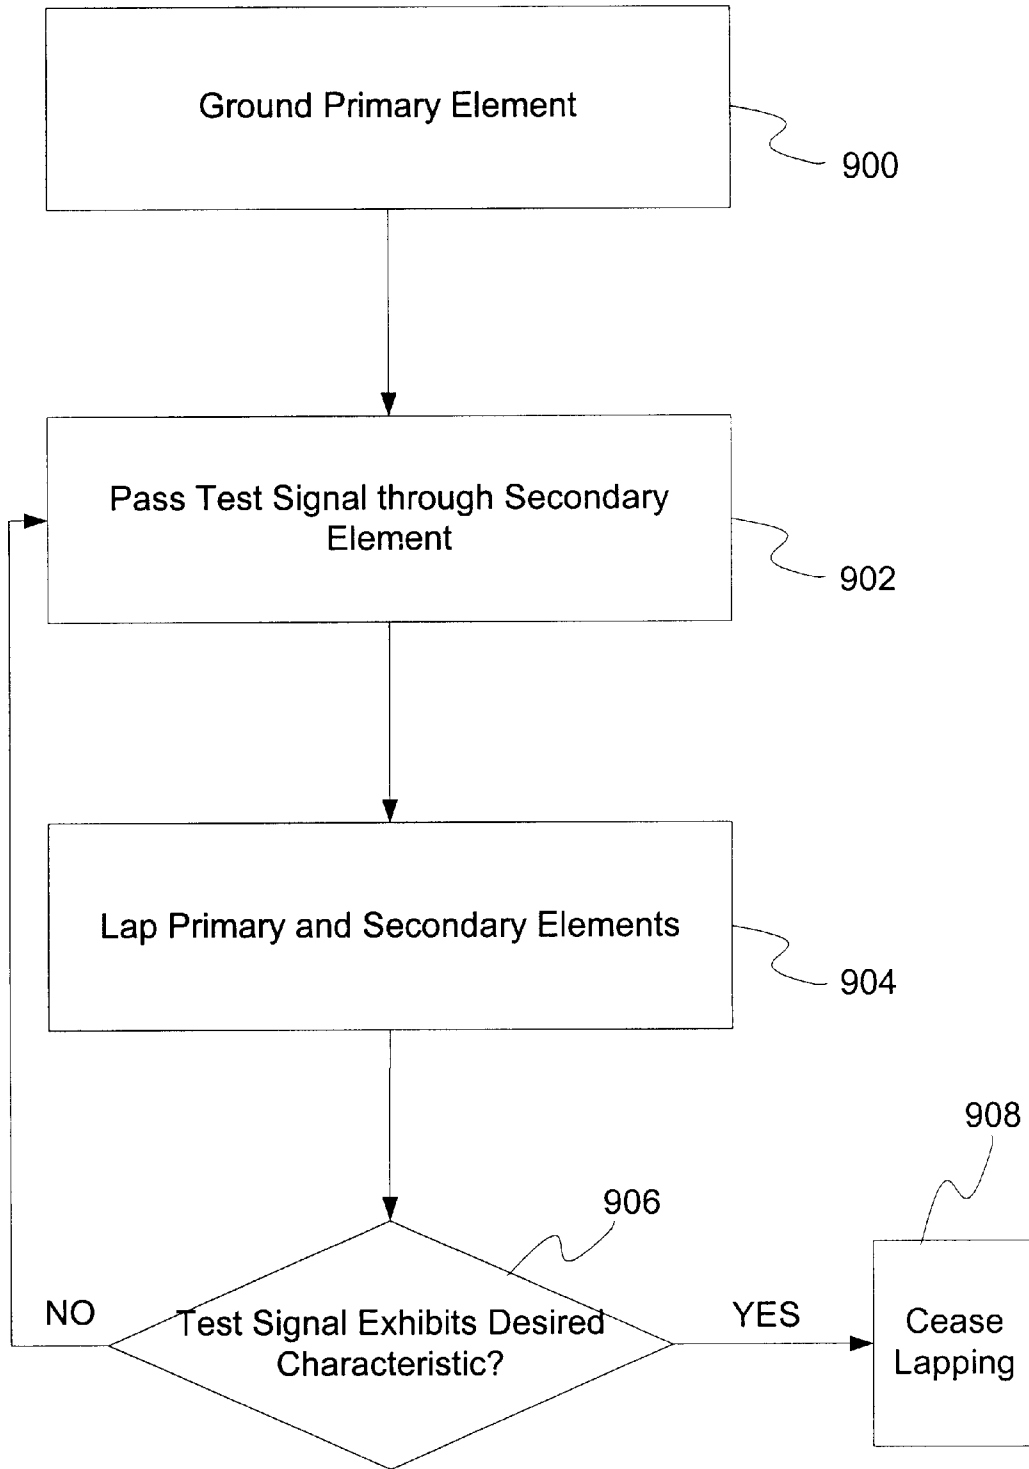 Ground Primary Element
900
Pass Test Signal through Secondary
Element
902
Lap Primary and Secondary Elements
904
906
908
NO
Test Signal Exhibits Desired
Characteristic?
YES
Cease
Lapping